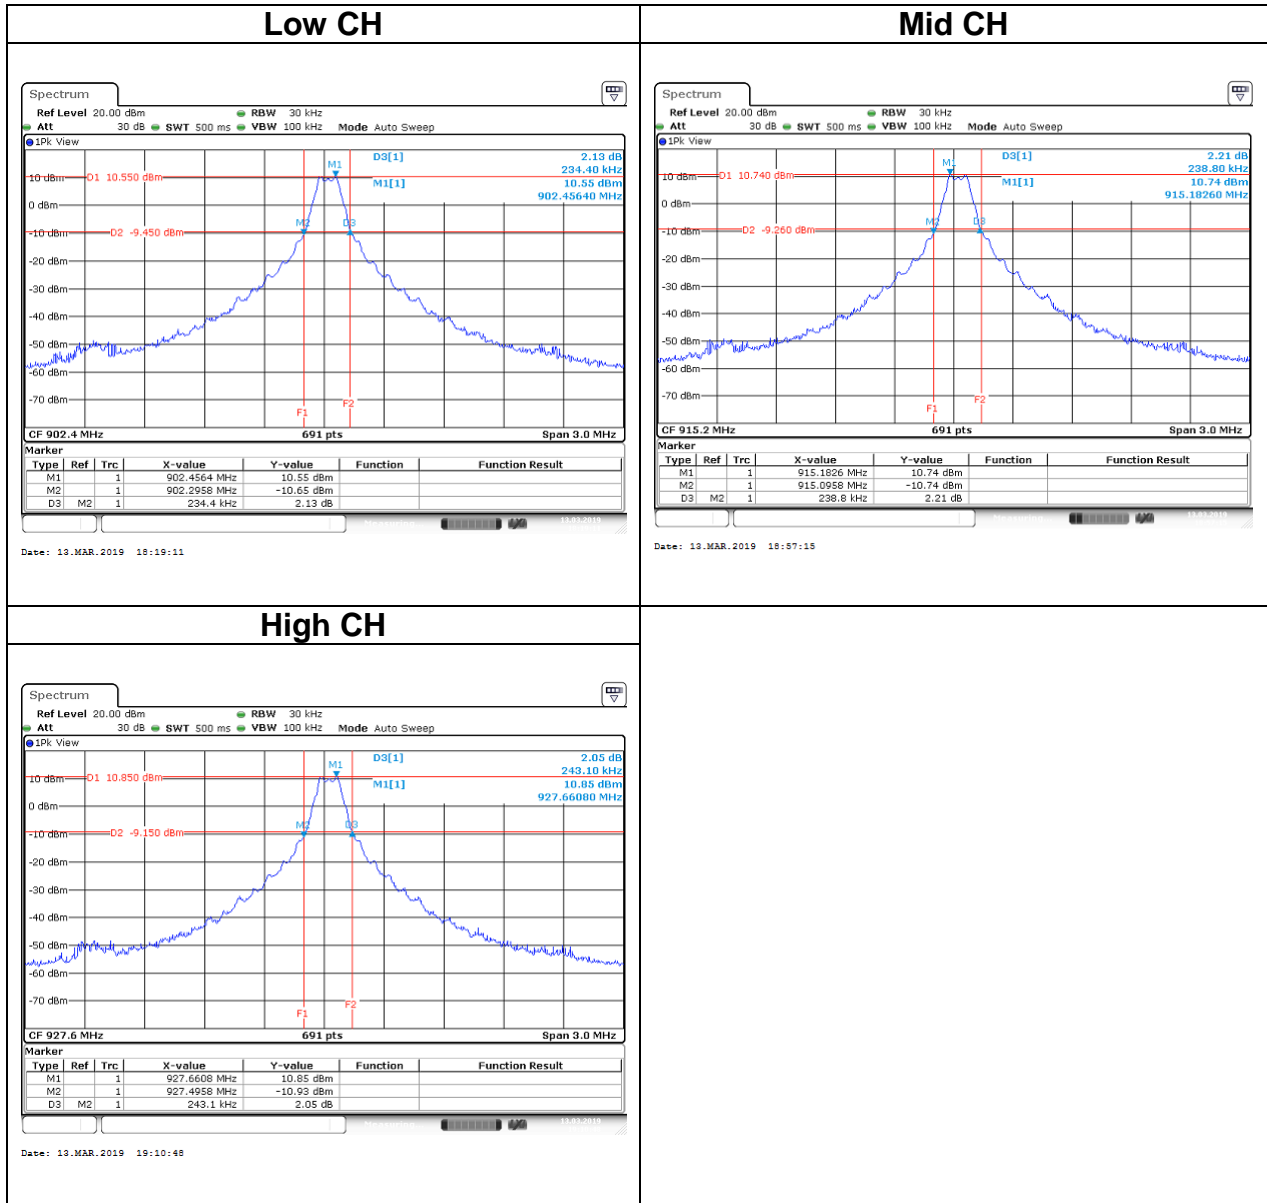 Low CH
Spectrum
Ref Level 20.00 dBm RBW 30 kHz
Att 30 dB SWT 500 ms VBW 100 kHz Mode Auto Sweep
1Pk View
D3[1] 2.13 dB
234.40 kHz
M1[1] 10.55 dBm
902.45640 MHz
M1
10 dBm
D1 10.550 dBm
0 dBm
M2 D3
-10 dBm
D2 -9.450 dBm
-20 dBm
-30 dBm
-40 dBm
-50 dBm
-60 dBm
-70 dBm
F1 F2
CF 902.4 MHz 691 pts Span 3.0 MHz
Marker
Type Ref Trc X-value Y-value Function Function Result
M1 1 902.4564 MHz 10.55 dBm
M2 1 902.2958 MHz -10.65 dBm
D3 M2 1 234.4 kHz 2.13 dB
13.03.2019
Date: 13.MAR.2019 18:19:11
Mid CH
Spectrum
Ref Level 20.00 dBm RBW 30 kHz
Att 30 dB SWT 500 ms VBW 100 kHz Mode Auto Sweep
1Pk View
D3[1] 2.21 dB
238.80 kHz
M1[1] 10.74 dBm
915.18260 MHz
M1
10 dBm
D1 10.740 dBm
0 dBm
M2 D3
-10 dBm
D2 -9.260 dBm
-20 dBm
-30 dBm
-40 dBm
-50 dBm
-60 dBm
-70 dBm
F1 F2
CF 915.2 MHz 691 pts Span 3.0 MHz
Marker
Type Ref Trc X-value Y-value Function Function Result
M1 1 915.1826 MHz 10.74 dBm
M2 1 915.0958 MHz -10.74 dBm
D3 M2 1 238.8 kHz 2.21 dB
Date: 13.MAR.2019 18:57:15
High CH
Spectrum
Ref Level 20.00 dBm RBW 30 kHz
Att 30 dB SWT 500 ms VBW 100 kHz Mode Auto Sweep
1Pk View
D3[1] 2.05 dB
243.10 kHz
M1[1] 10.85 dBm
927.66080 MHz
M1
10 dBm
D1 10.850 dBm
0 dBm
M2 D3
-10 dBm
D2 -9.150 dBm
-20 dBm
-30 dBm
-40 dBm
-50 dBm
-60 dBm
-70 dBm
F1 F2
CF 927.6 MHz 691 pts Span 3.0 MHz
Marker
Type Ref Trc X-value Y-value Function Function Result
M1 1 927.6608 MHz 10.85 dBm
M2 1 927.4958 MHz -10.93 dBm
D3 M2 1 243.1 kHz 2.05 dB
13.03.2019
Date: 13.MAR.2019 19:10:48